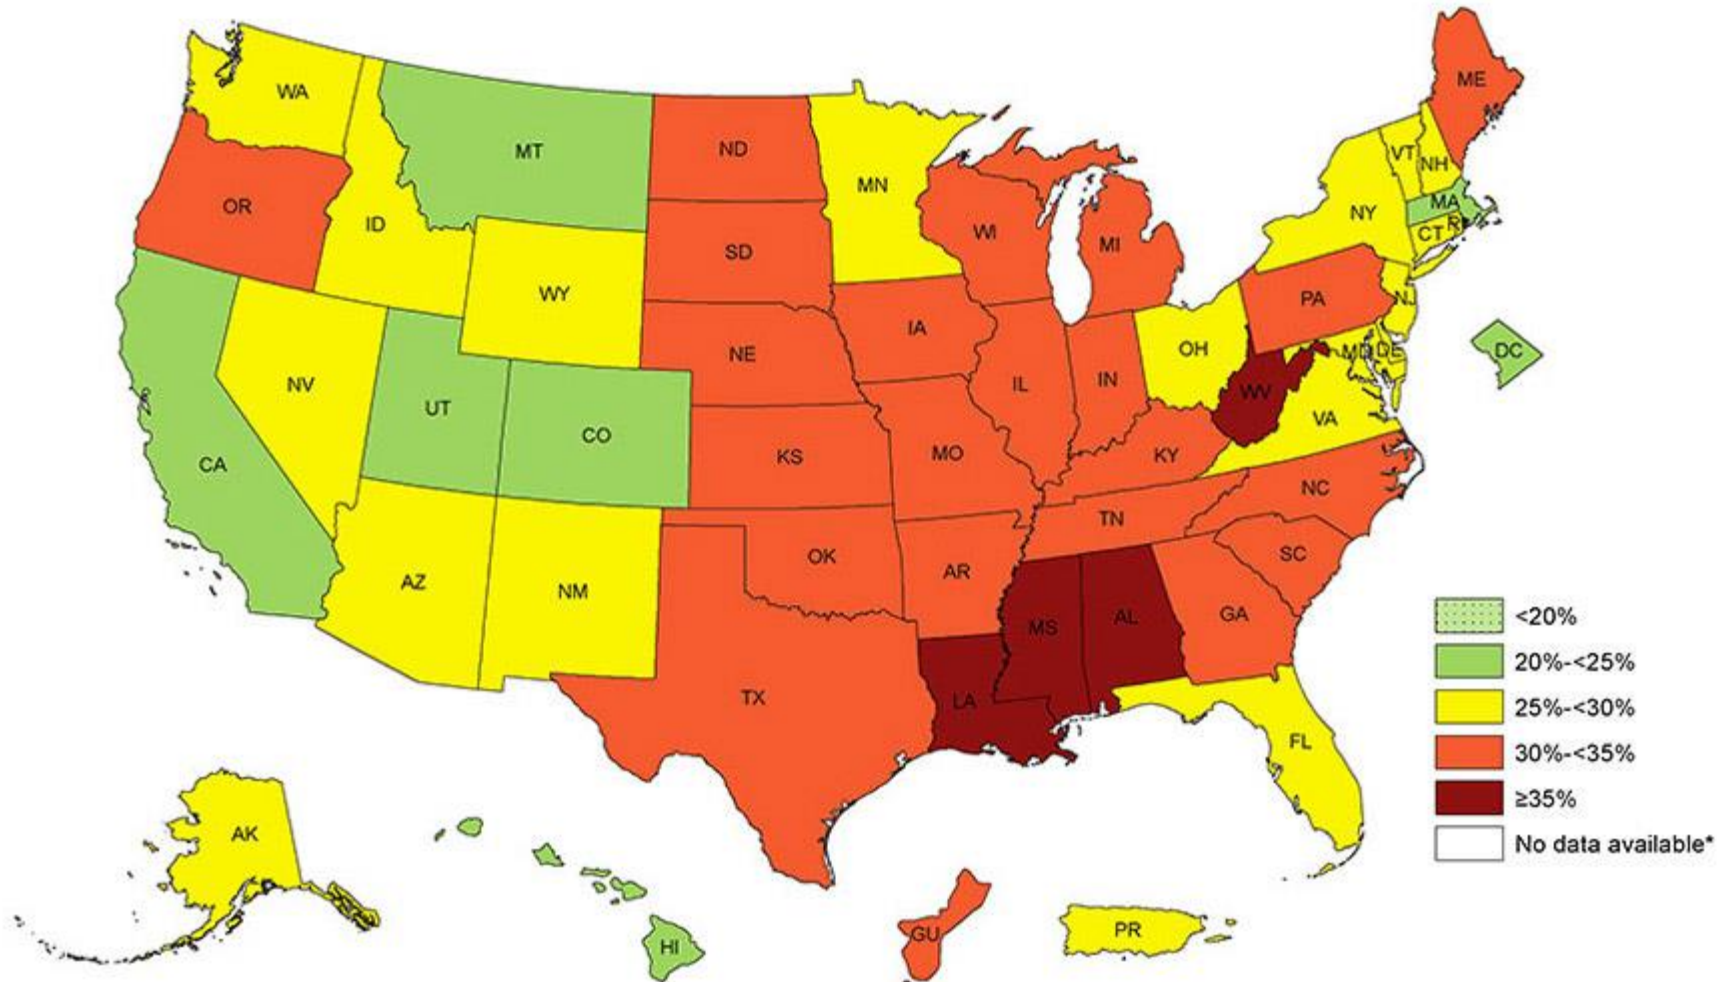 WA
MT
ND
MN
ME
VT
NH
OR
ID
SD
WI
MI
NY
MA
CT
R
WY
NE
IA
PA
NJ
NV
UT
CO
IL
IN
OH
MD
DE
DC
WV
VA
CA
KS
MO
KY
NC
TN
AZ
NM
OK
AR
SC
MS
AL
GA
TX
LA
FL
<20%
20%-<25%
25%-<30%
30%-<35%
≥35%
No data available*
AK
HI
GU
PR